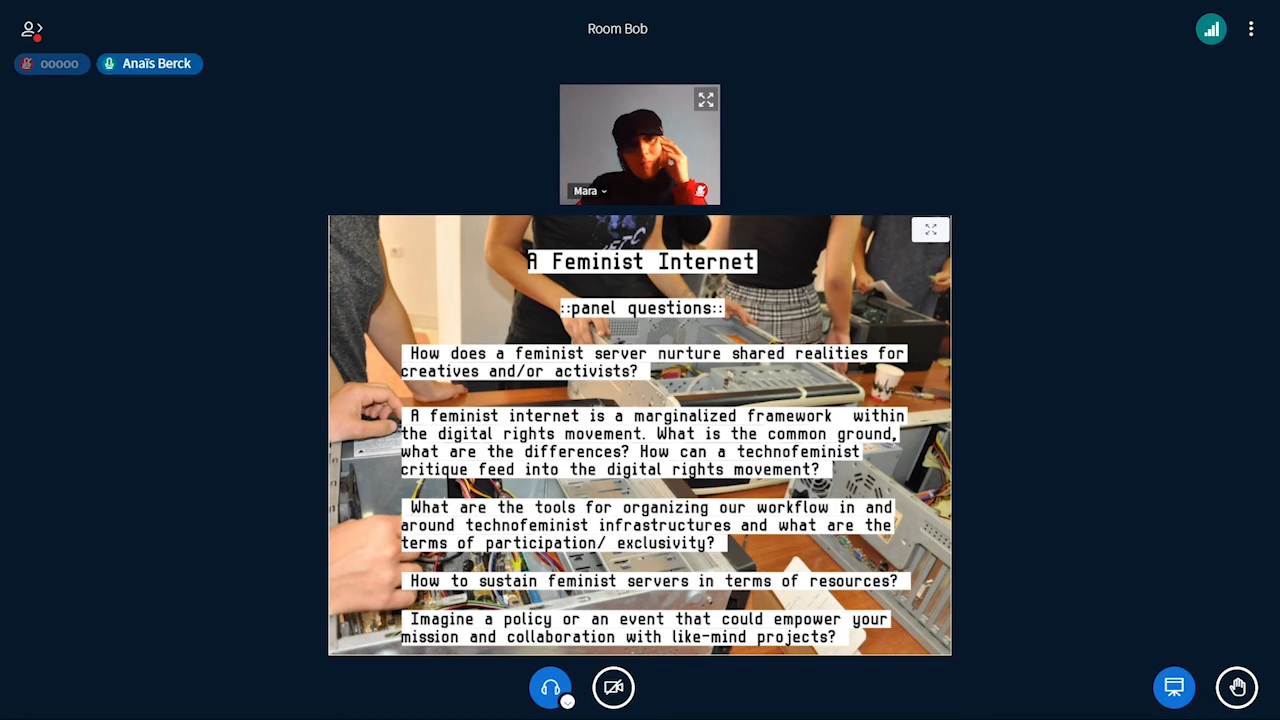 Room Bob
ooooo
Anaïs Berck
Mara
A Feminist Internet
::panel questions::
How does a feminist server nurture shared realities for
creatives and/or activists?
A feminist internet is a marginalized framework within
the digital rights movement. What is the common ground,
what are the differences? How can a technofeminist
critique feed into the digital rights movement?
What are the tools for organizing our workflow in and
around technofeminist infrastructures and what are the
terms of participation/ exclusivity?
How to sustain feminist servers in terms of resources?
Imagine a policy or an event that could empower your
mission and collaboration with like-mind projects?